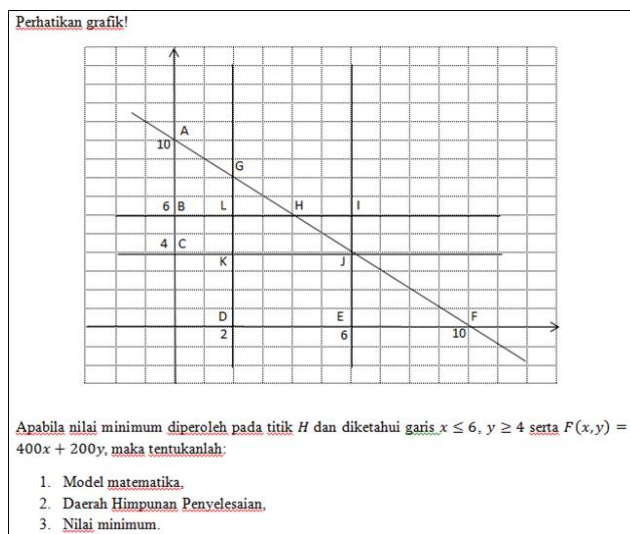 Perhatikan grafik!
A
10
G
6 B L H I
4 C
K J
D E F
2 6 10
Apabila nilai minimum diperoleh pada titik H dan diketahui garis x ≤ 6, y ≥ 4 serta F(x,y) =
400x + 200y, maka tentukanlah:
1. Model matematika,
2. Daerah Himpunan Penyelesaian,
3. Nilai minimum.